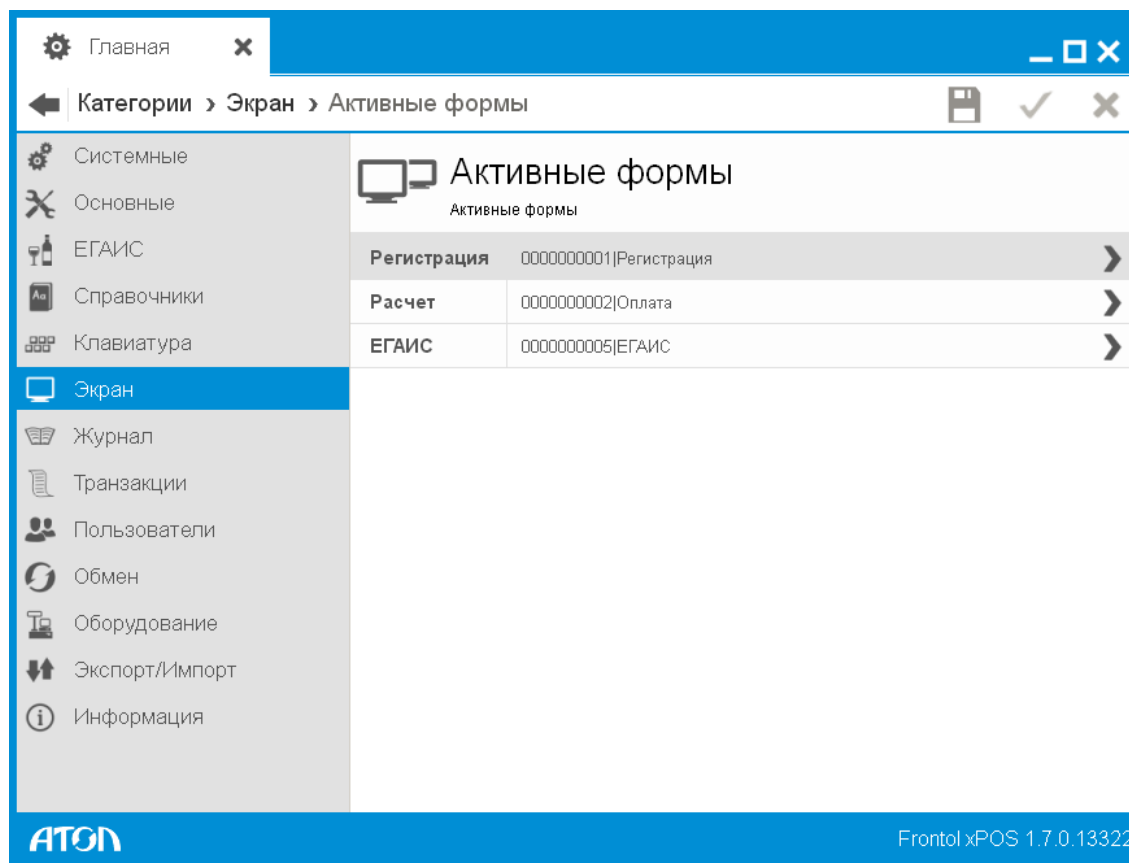 Главная
Категории › Экран › Активные формы
Системные
Основные
ЕГАИС
Справочники
Клавиатура
Экран
Журнал
Транзакции
Пользователи
Обмен
Оборудование
Экспорт/Импорт
Информация
Активные формы
Активные формы
Регистрация 0000000001|Регистрация
Расчет 0000000002|Оплата
ЕГАИС 0000000005|ЕГАИС
АТОЛ
Frontol xPOS 1.7.0.13322